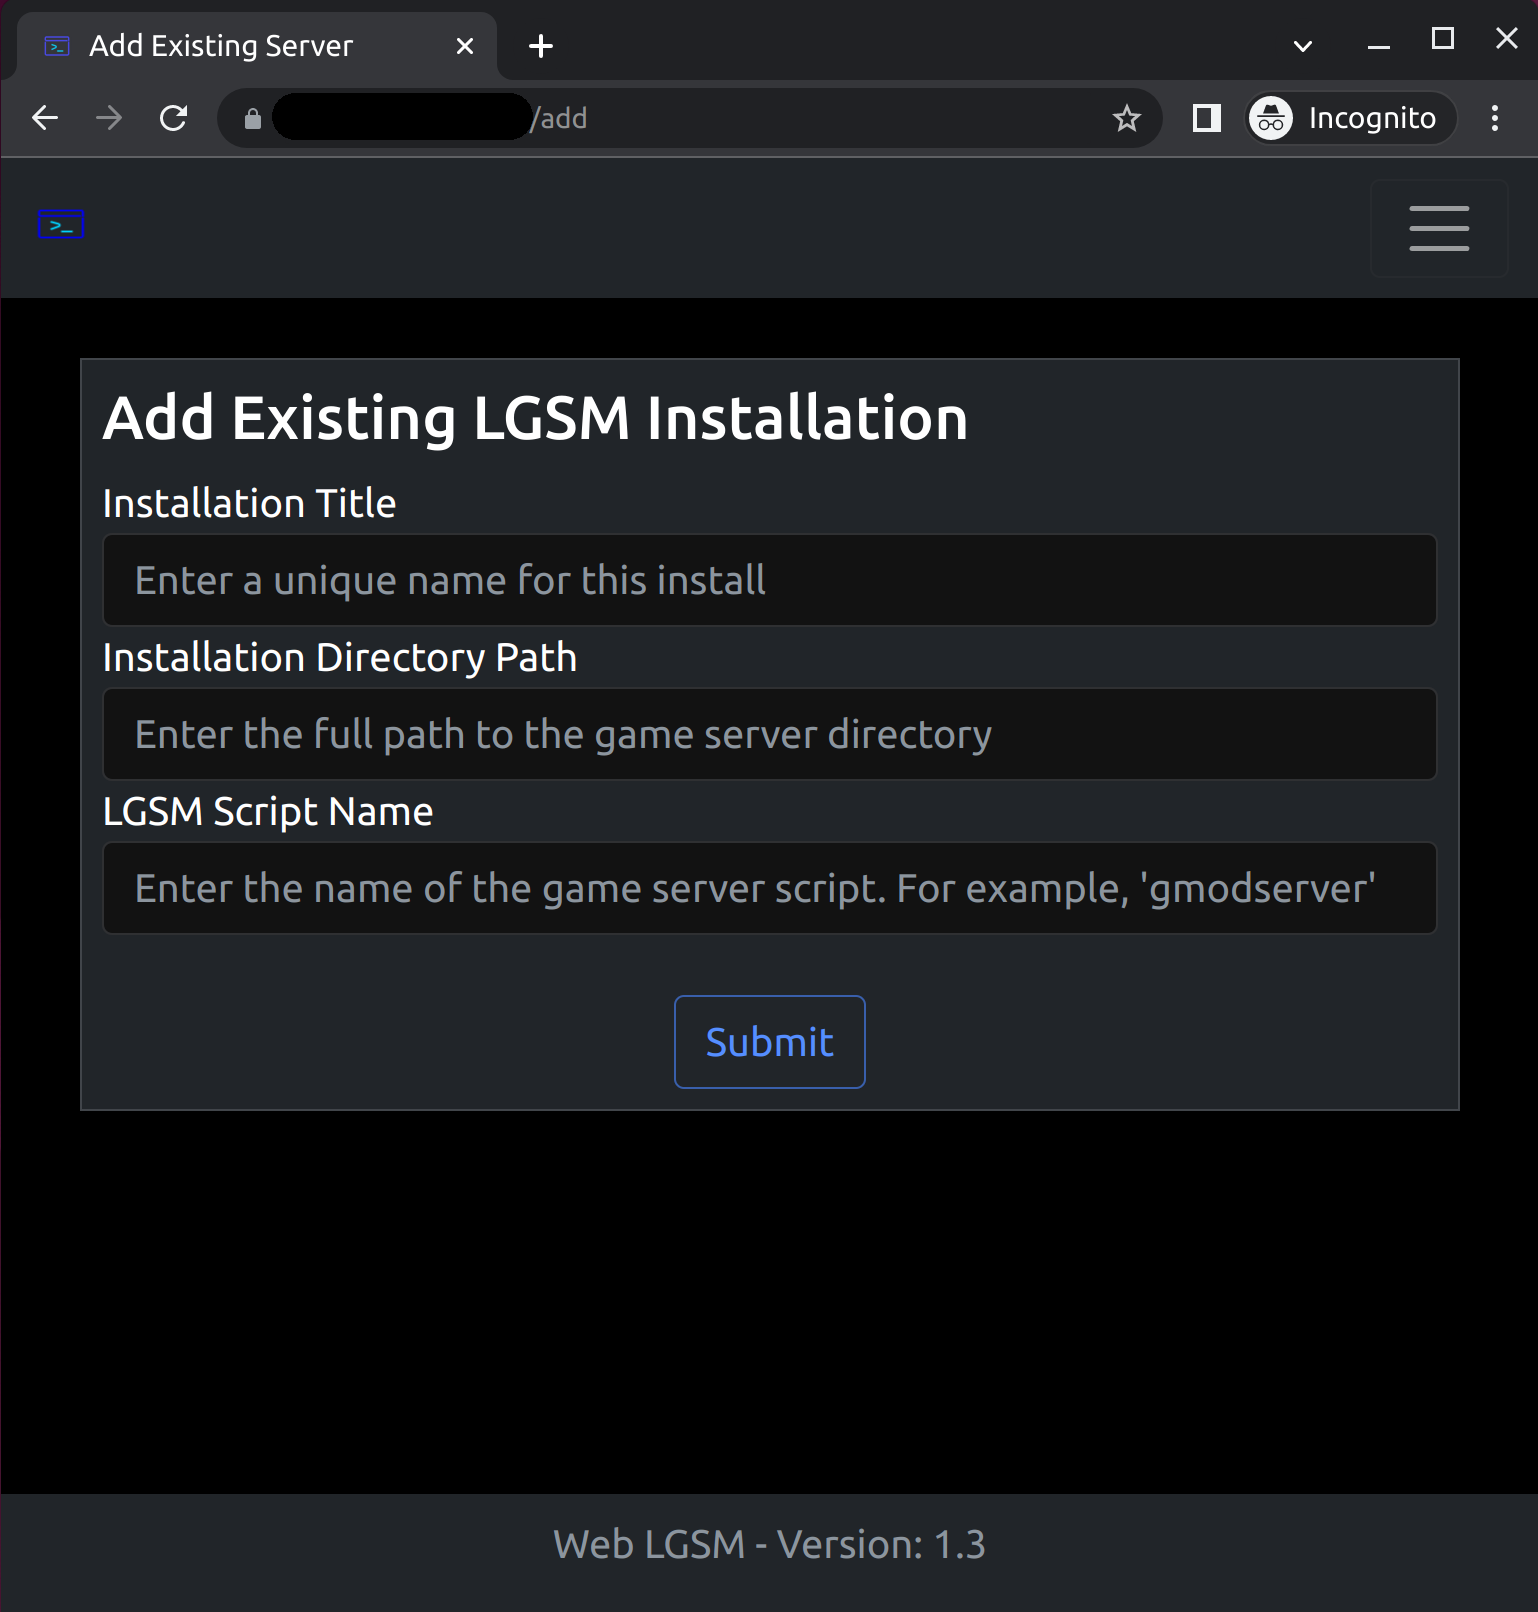 Add Existing Server
/add
Incognito
>_
Add Existing LGSM Installation
Installation Title
Enter a unique name for this install
Installation Directory Path
Enter the full path to the game server directory
LGSM Script Name
Enter the name of the game server script. For example, 'gmodserver'
Submit
Web LGSM - Version: 1.3